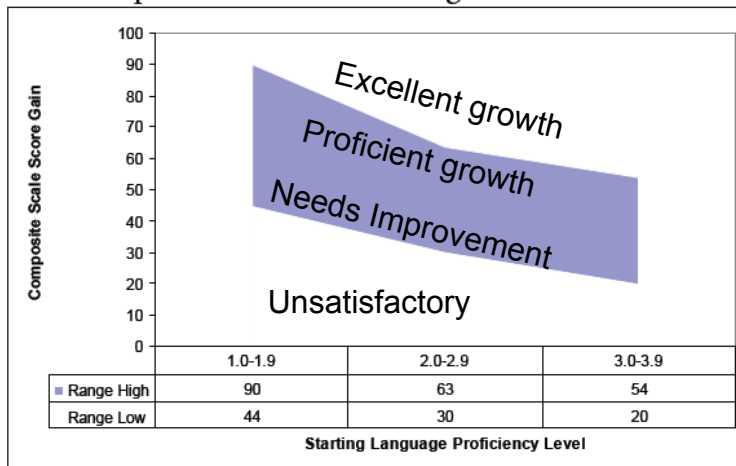 100
90
80
70
60
50
40
30
20
10
0
Composite Scale Score Gain
Excellent growth
Proficient growth
Needs Improvement
Unsatisfactory
1.0-1.9 2.0-2.9 3.0-3.9
Range High 90 63 54
Range Low 44 30 20
Starting Language Proficiency Level